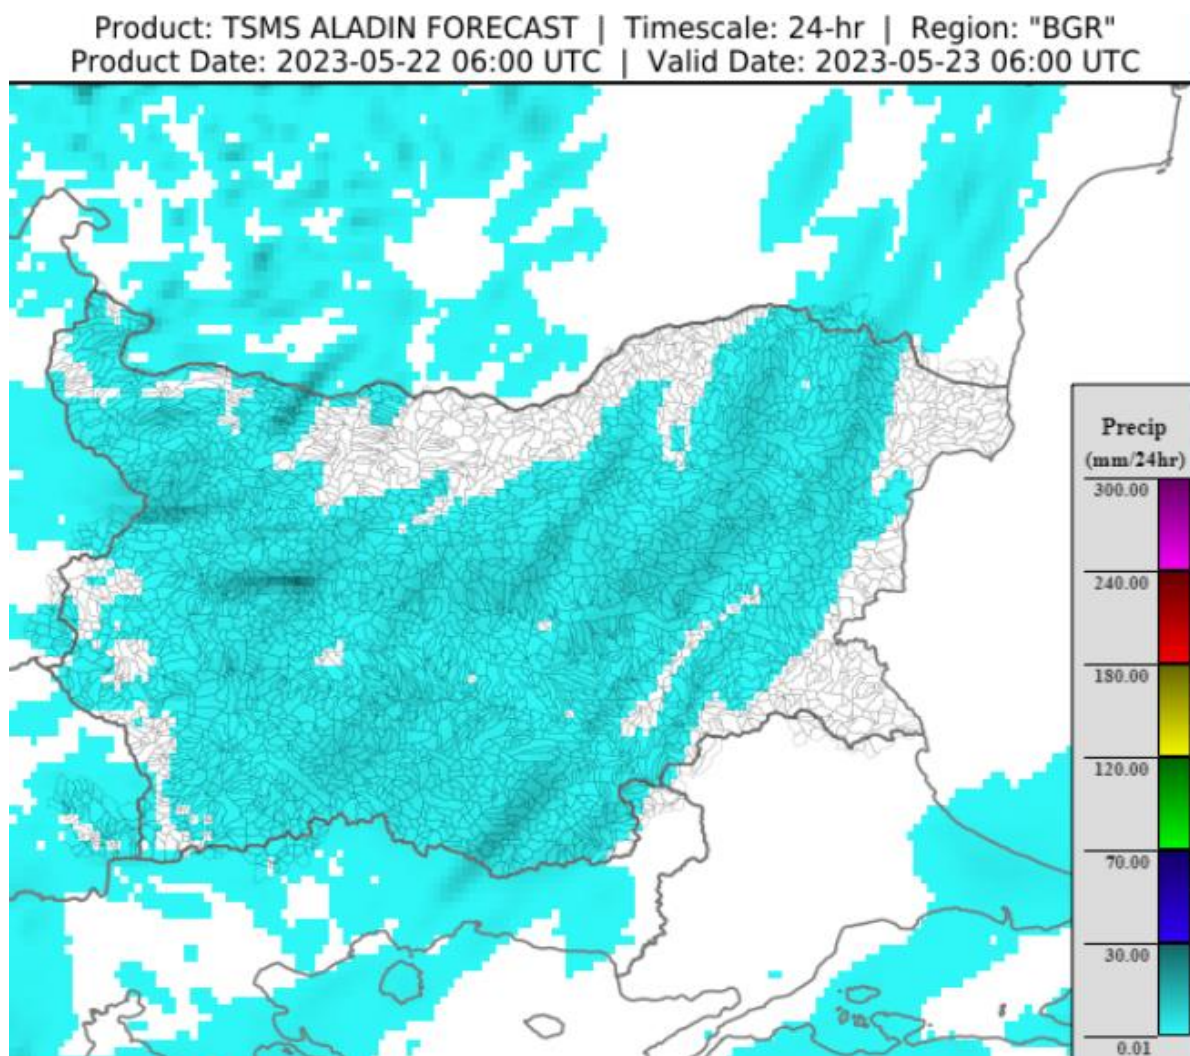 Product: TSMS ALADIN FORECAST | Timescale: 24-hr | Region: "BGR"
Product Date: 2023-05-22 06:00 UTC | Valid Date: 2023-05-23 06:00 UTC
Precip
(mm/24hr)
300.00
240.00
180.00
120.00
70.00
30.00
0.01